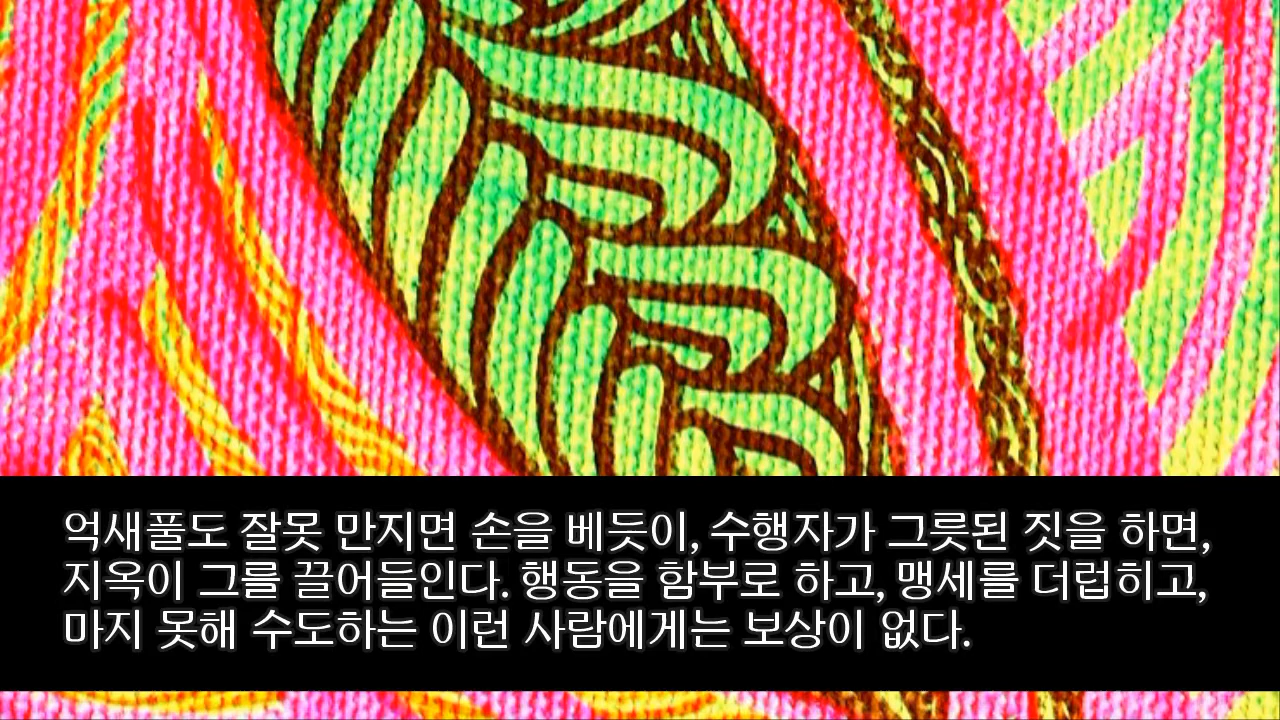 억새풀도 잘못 만지면 손을 베듯이, 수행자가 그릇된 짓을 하면,
지옥이 그를 끌어들인다. 행동을 함부로 하고, 맹세를 더럽히고,
마지 못해 수도하는 이런 사람에게는 보상이 없다.